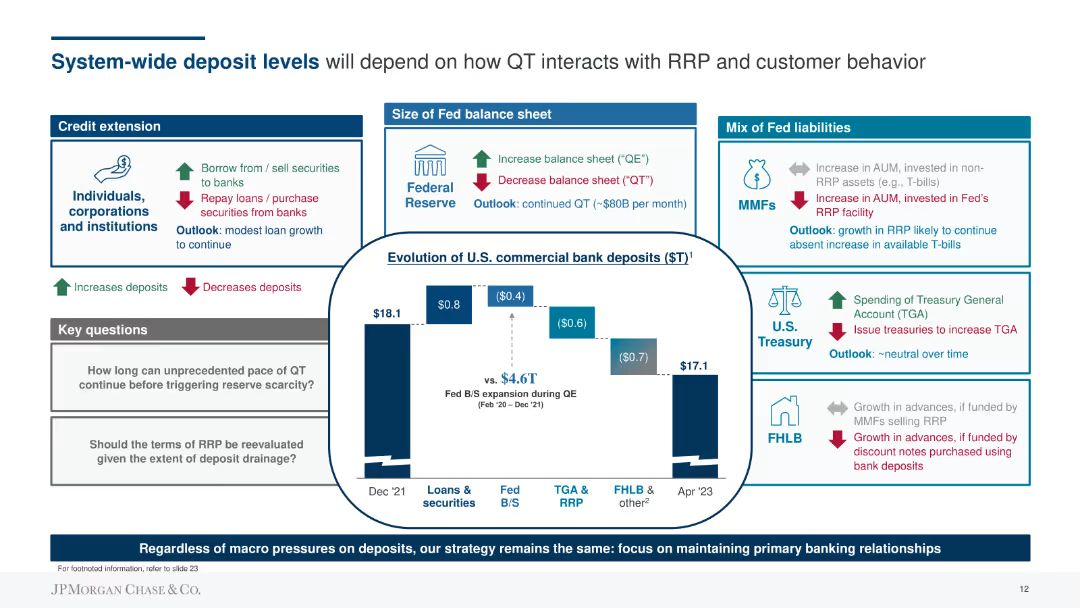 System-wide deposit levels will depend on how QT interacts with RRP and customer behavior
Credit extension
Individuals,
corporations
and institutions
Borrow from / sell securities
to banks
Repay loans / purchase
securities from banks
Outlook: modest loan growth
to continue
Increases deposits
Decreases deposits
Key questions
How long can unprecedented pace of QT
continue before triggering reserve scarcity?
Should the terms of RRP be reevaluated
given the extent of deposit drainage?
Size of Fed balance sheet
Federal
Reserve
Increase balance sheet ("QE")
Decrease balance sheet ("QT")
Outlook: continued QT (~$80B per month)
Evolution of U.S. commercial bank deposits ($T)1
$18.1
$0.8
($0.4)
($0.6)
($0.7)
$17.1
vs. $4.6T
Fed B/S expansion during QE
(Feb '20 – Dec '21)
Dec '21
Loans &
securities
Fed
B/S
TGA &
RRP
FHLB &
other2
Apr '23
Mix of Fed liabilities
$
MMFs
Increase in AUM, invested in non-
RRP assets (e.g., T-bills)
Increase in AUM, invested in Fed's
RRP facility
Outlook: growth in RRP likely to continue
absent increase in available T-bills
U.S.
Treasury
Spending of Treasury General
Account (TGA)
Issue treasuries to increase TGA
Outlook: ~neutral over time
FHLB
Growth in advances, if funded by
MMFs selling RRP
Growth in advances, if funded by
discount notes purchased using
bank deposits
Regardless of macro pressures on deposits, our strategy remains the same: focus on maintaining primary banking relationships
For footnoted information, refer to slide 23
JPMORGAN CHASE & CO.
12